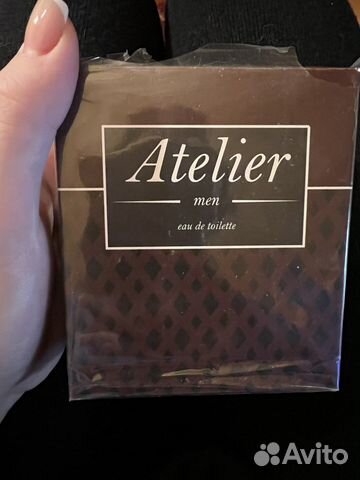 Atelier
men
eau de toilette
Avito